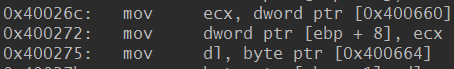 0x40026c: mov ecx, dword ptr [0x400660]
0x400272: mov dword ptr [ebp + 8], ecx
0x400275: mov dl, byte ptr [0x400664]